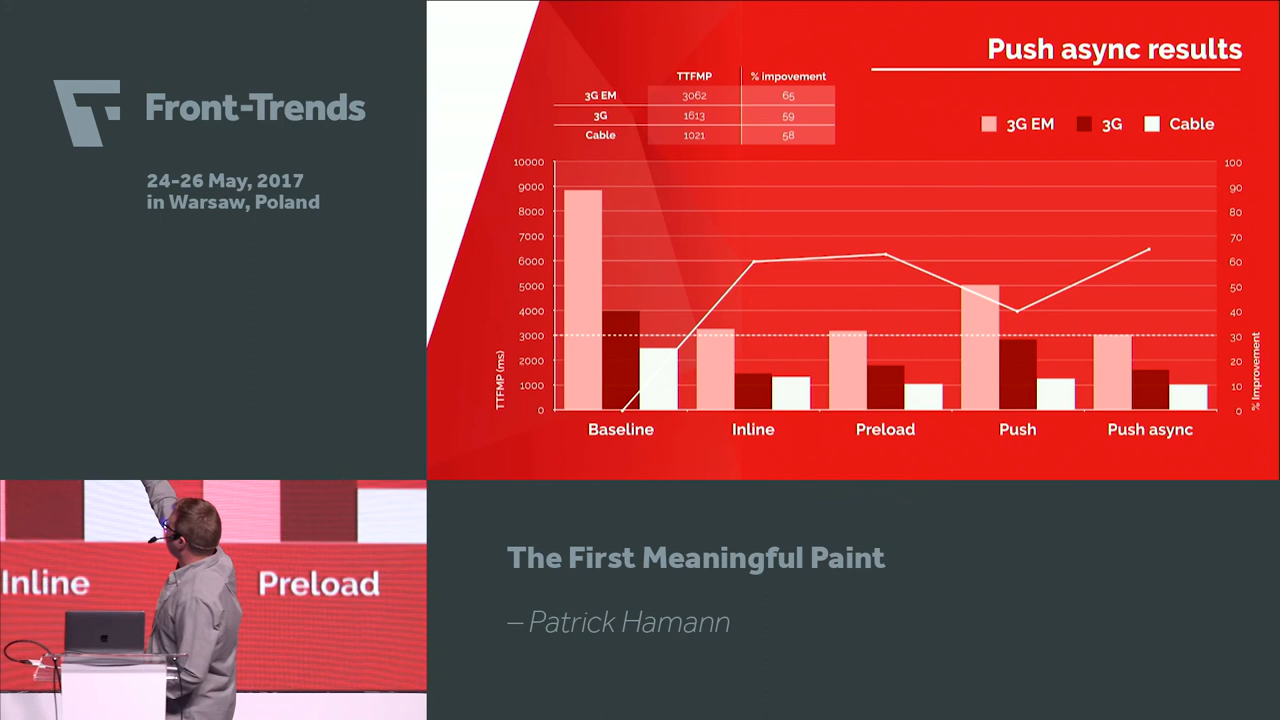 Front-Trends
24-26 May, 2017
in Warsaw, Poland
Push async results
TTFMP % impovement
3G EM 3062 65
3G 1613 59
Cable 1021 58
3G EM 3G Cable
10000
9000
8000
7000
6000
5000
4000
3000
2000
1000
0
TTFMP (ms)
100
90
80
70
60
50
40
30
20
10
0
% Improvement
Baseline Inline Preload Push Push async
Inline Preload
The First Meaningful Paint
– Patrick Hamann